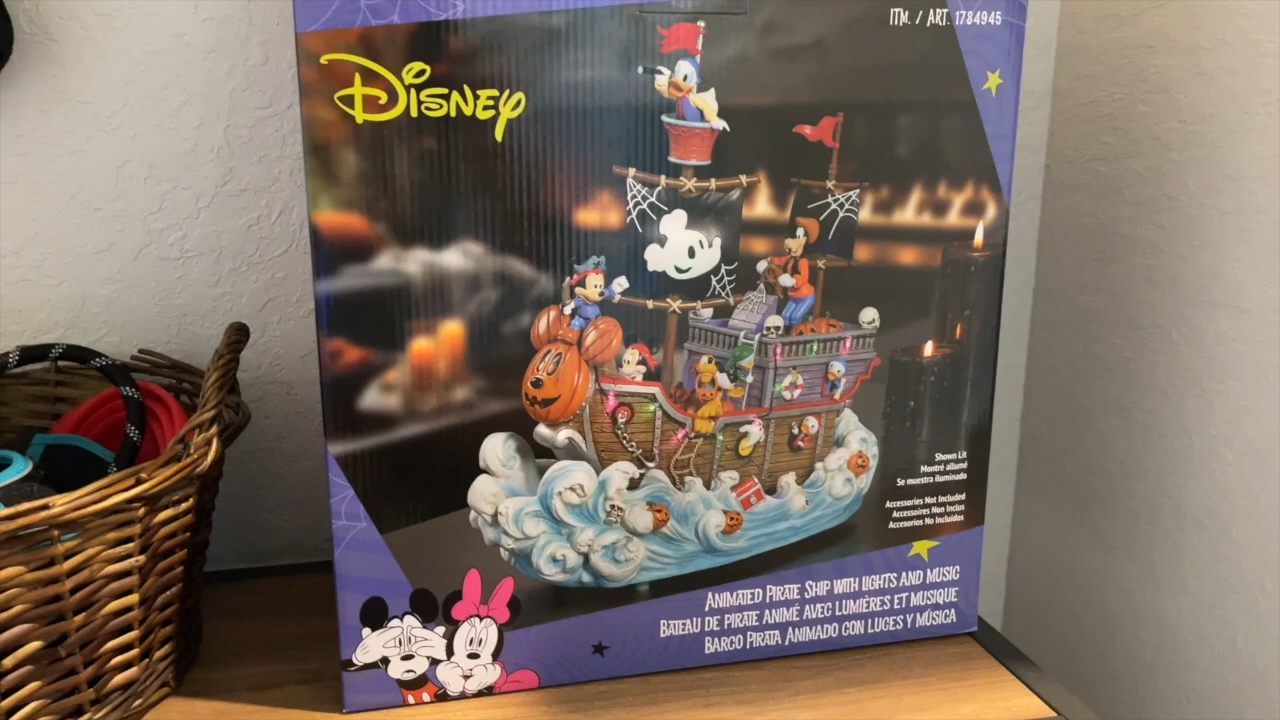 ITM. / ART. 1784945
Disney
Shown Lit
Montré allumé
Se muestra iluminado
Accessories Not Included
Accessoires Non Inclus
Accesorios No Incluidos
ANIMATED PIRATE SHIP WITH LIGHTS AND MUSIC
BATEAU DE PIRATE ANIMÉ AVEC LUMIÈRES ET MUSIQUE
BARCO PIRATA ANIMADO CON LUCES Y MÚSICA